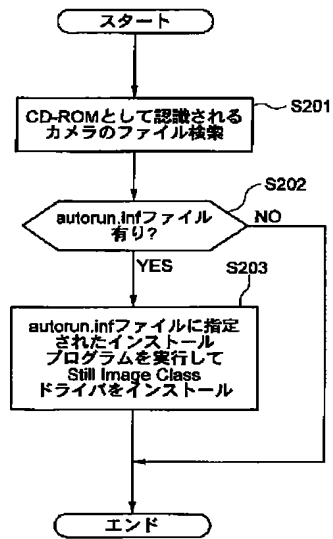 スタート
CD-ROMとして認識される
カメラのファイル検索
S201
autorun.infファイル
有り?
S202
NO
YES
S203
autorun.infファイルに指定
されたインストール
プログラムを実行して
Still Image Class
ドライバをインストール
エンド